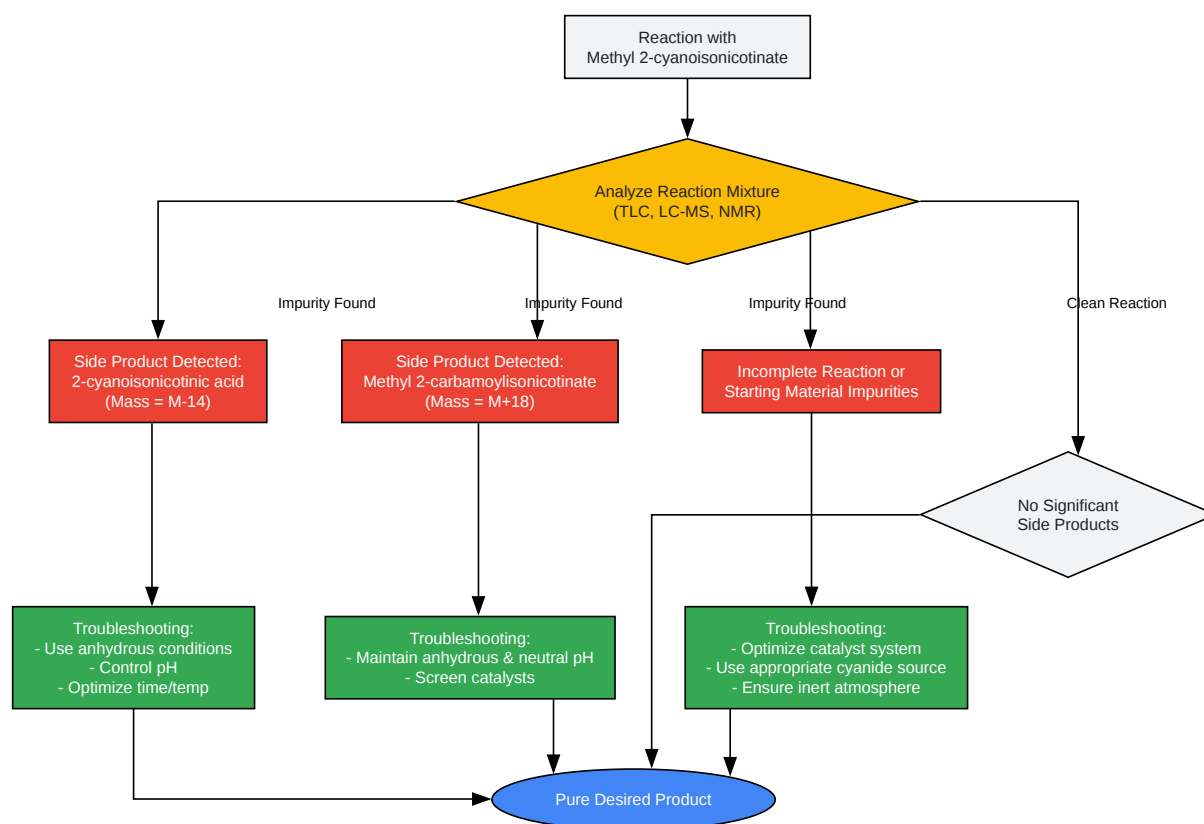 Reaction with
Methyl 2-cyanoisonicotinate
Analyze Reaction Mixture
(TLC, LC-MS, NMR)
Impurity Found
Impurity Found
Impurity Found
Clean Reaction
Side Product Detected:
2-cyanoisonicotinic acid
(Mass = M-14)
Side Product Detected:
Methyl 2-carbamoylisonicotinate
(Mass = M+18)
Incomplete Reaction or
Starting Material Impurities
No Significant
Side Products
Troubleshooting:
- Use anhydrous conditions
- Control pH
- Optimize time/temp
Troubleshooting:
- Maintain anhydrous & neutral pH
- Screen catalysts
Troubleshooting:
- Optimize catalyst system
- Use appropriate cyanide source
- Ensure inert atmosphere
Pure Desired Product